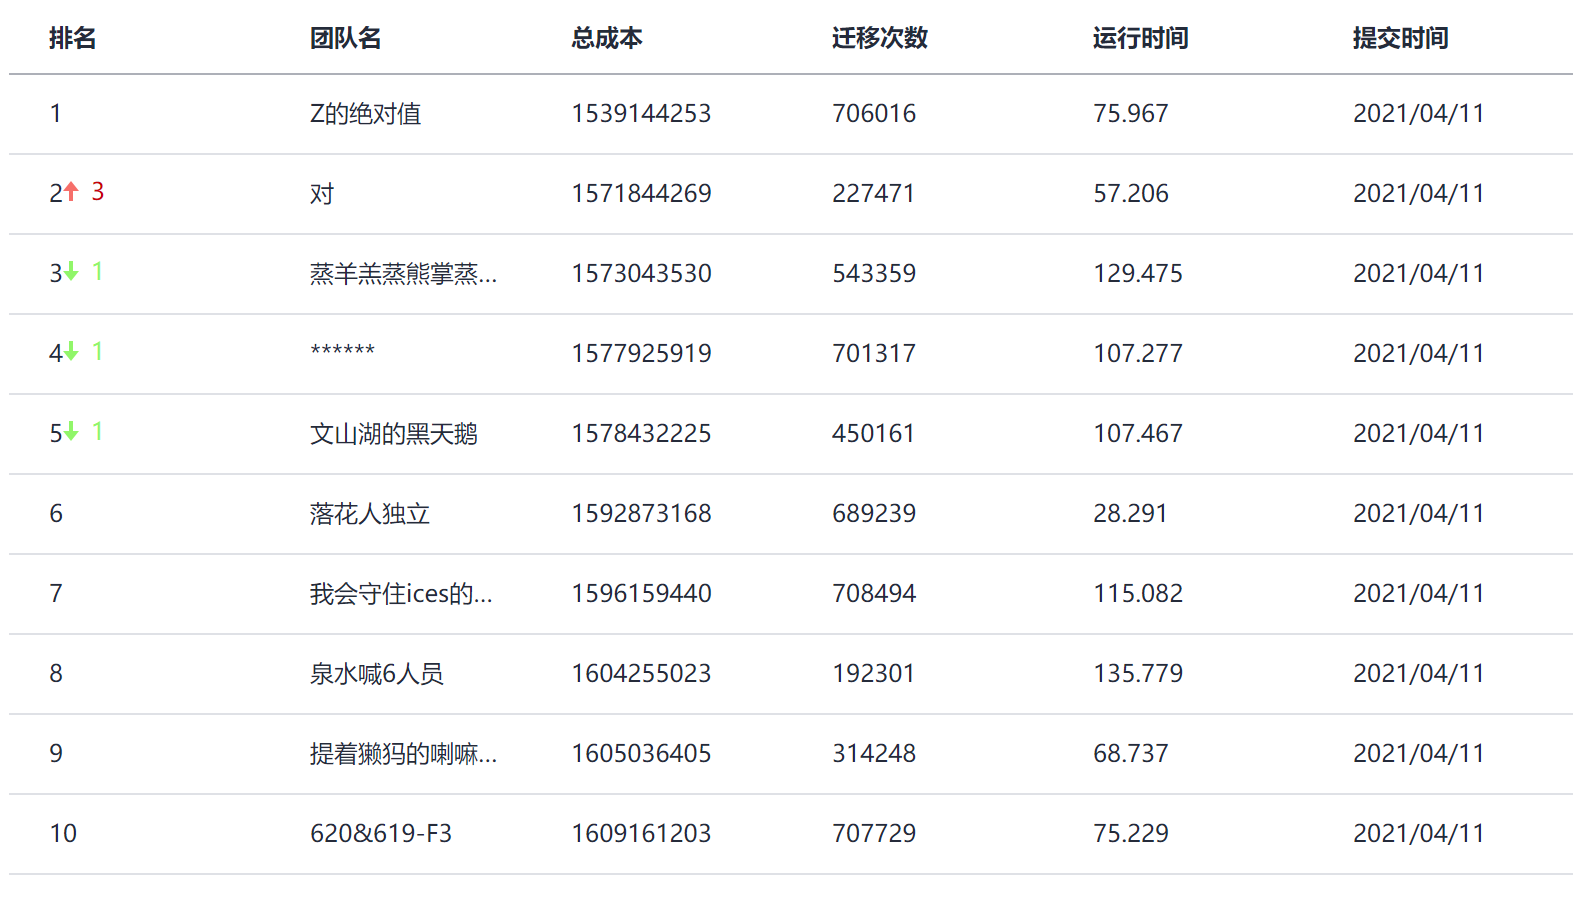 排名 团队名 总成本 迁移次数 运行时间 提交时间
1 Z的绝对值 1539144253 706016 75.967 2021/04/11
2 3 对 1571844269 227471 57.206 2021/04/11
3 1 蒸羊羔蒸熊掌蒸... 1573043530 543359 129.475 2021/04/11
4 1 ****** 1577925919 701317 107.277 2021/04/11
5 1 文山湖的黑天鹅 1578432225 450161 107.467 2021/04/11
6 落花人独立 1592873168 689239 28.291 2021/04/11
7 我会守住ices的... 1596159440 708494 115.082 2021/04/11
8 泉水喊6人员 1604255023 192301 135.779 2021/04/11
9 提着獭犸的喇嘛... 1605036405 314248 68.737 2021/04/11
10 620&619-F3 1609161203 707729 75.229 2021/04/11